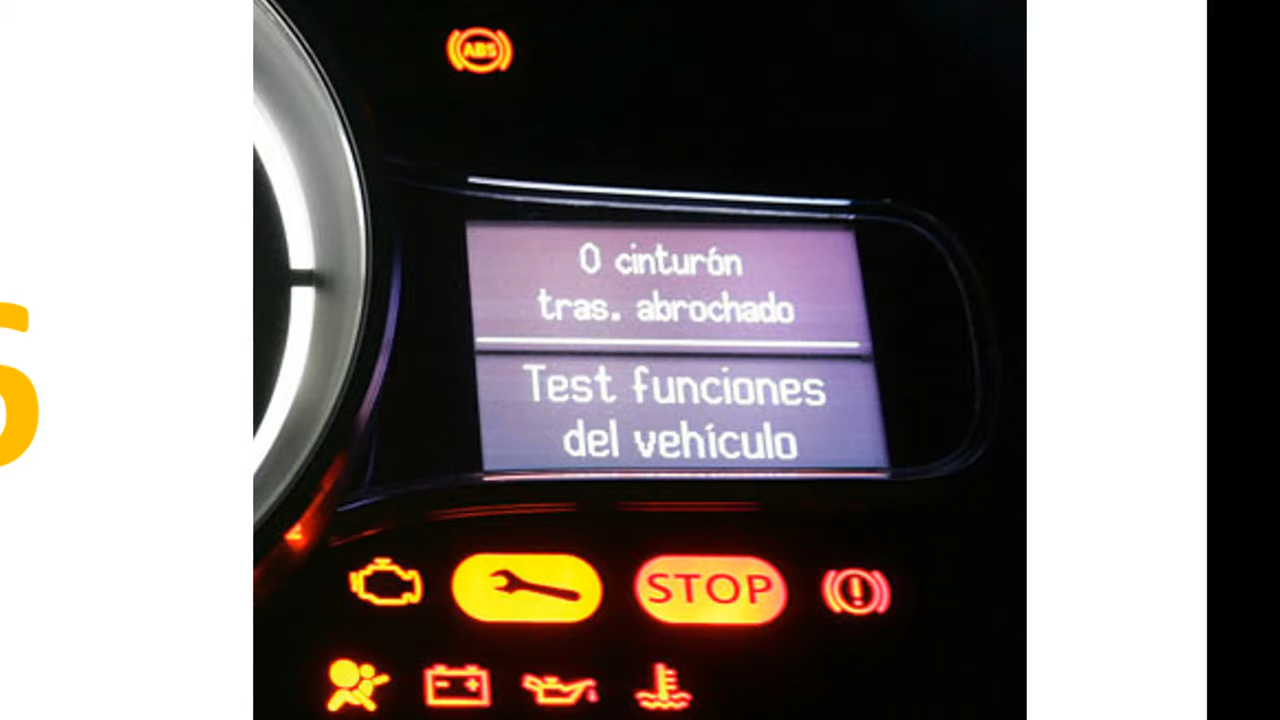 ABS
0 cinturón
tras. abrochado
Test funciones
del vehículo
STOP